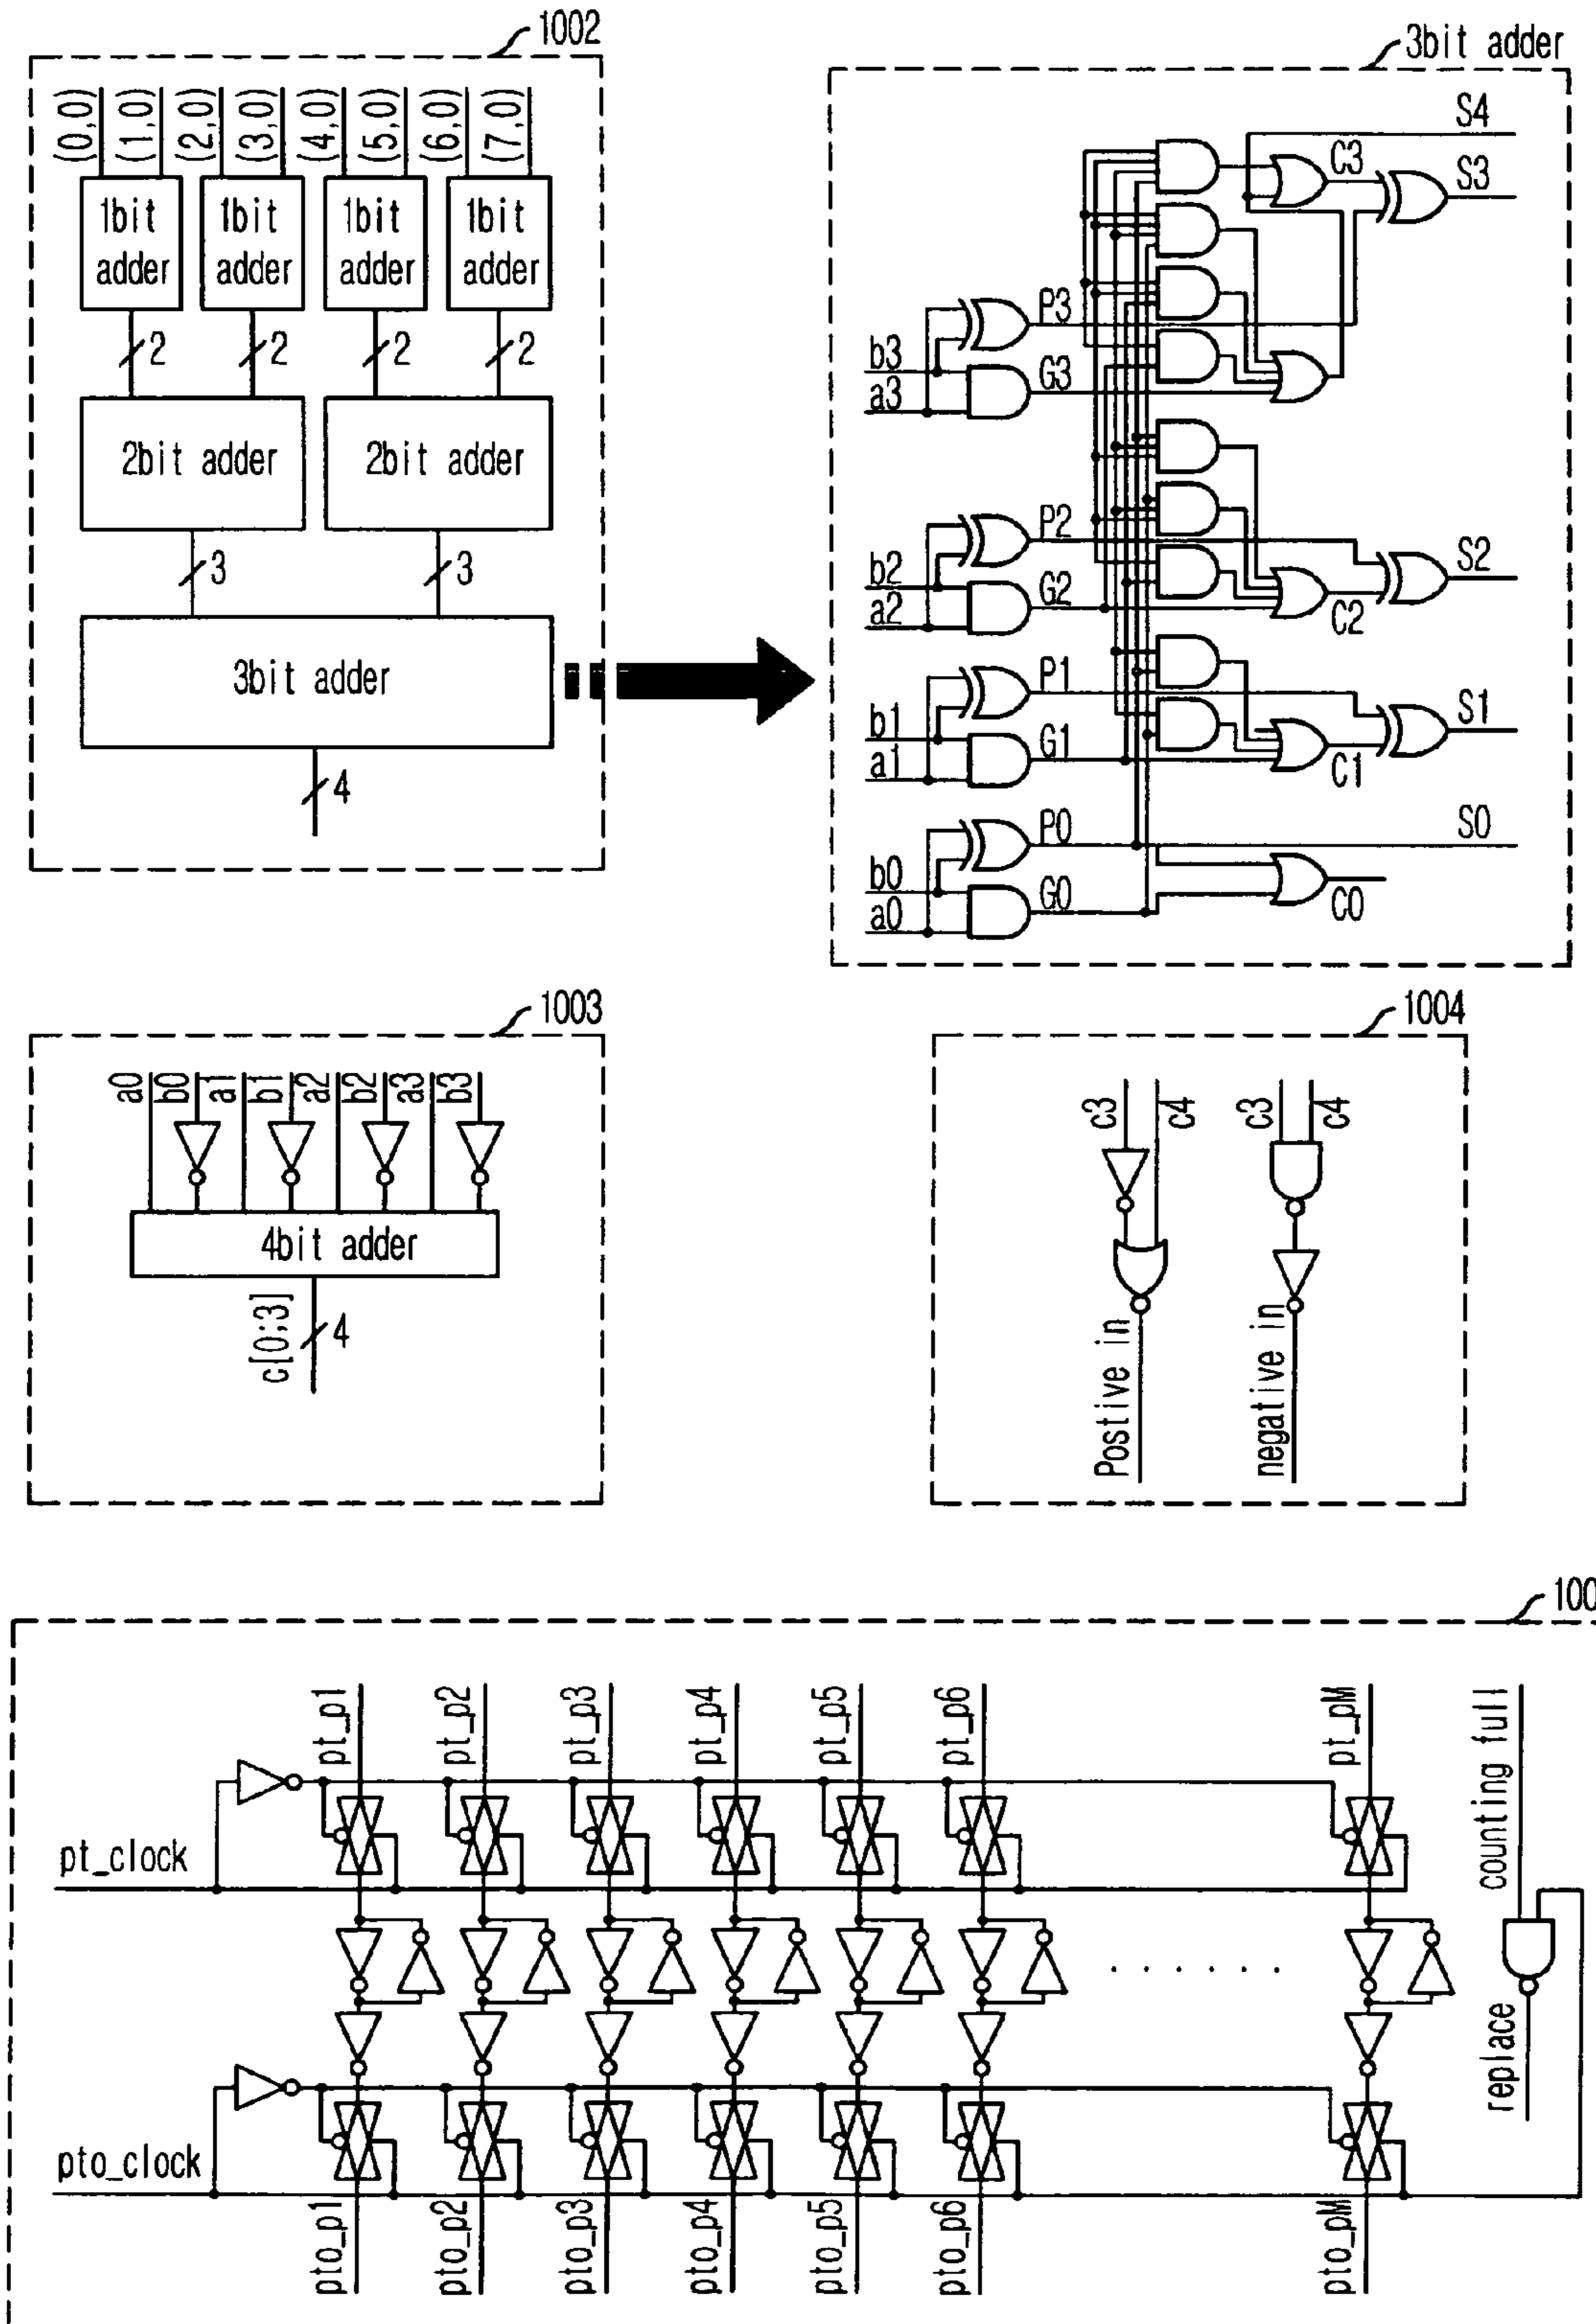 1002
(0,0)
(1,0)
(2,0)
(3,0)
(4,0)
(5,0)
(6,0)
(7,0)
1bit adder
1bit adder
1bit adder
1bit adder
2
2
2
2
2bit adder
2bit adder
3
3
3bit adder
4
3bit adder
S4
C3
S3
P3
b3
G3
a3
P2
S2
b2
G2
a2
C2
P1
S1
b1
G1
a1
C1
P0
S0
b0
G0
a0
C0
1003
a0
b0
a1
b1
a2
b2
a3
b3
4bit adder
c[0;3]
4
1004
c3
c4
c3
c4
Postive in
negative in
100
pt_p1
pt_p2
pt_p3
pt_p4
pt_p5
pt_p6
pt_pM
counting full
pt_clock
. . . . . . .
replace
pto_clock
pto_p1
pto_p2
pto_p3
pto_p4
pto_p5
pto_p6
pto_pM